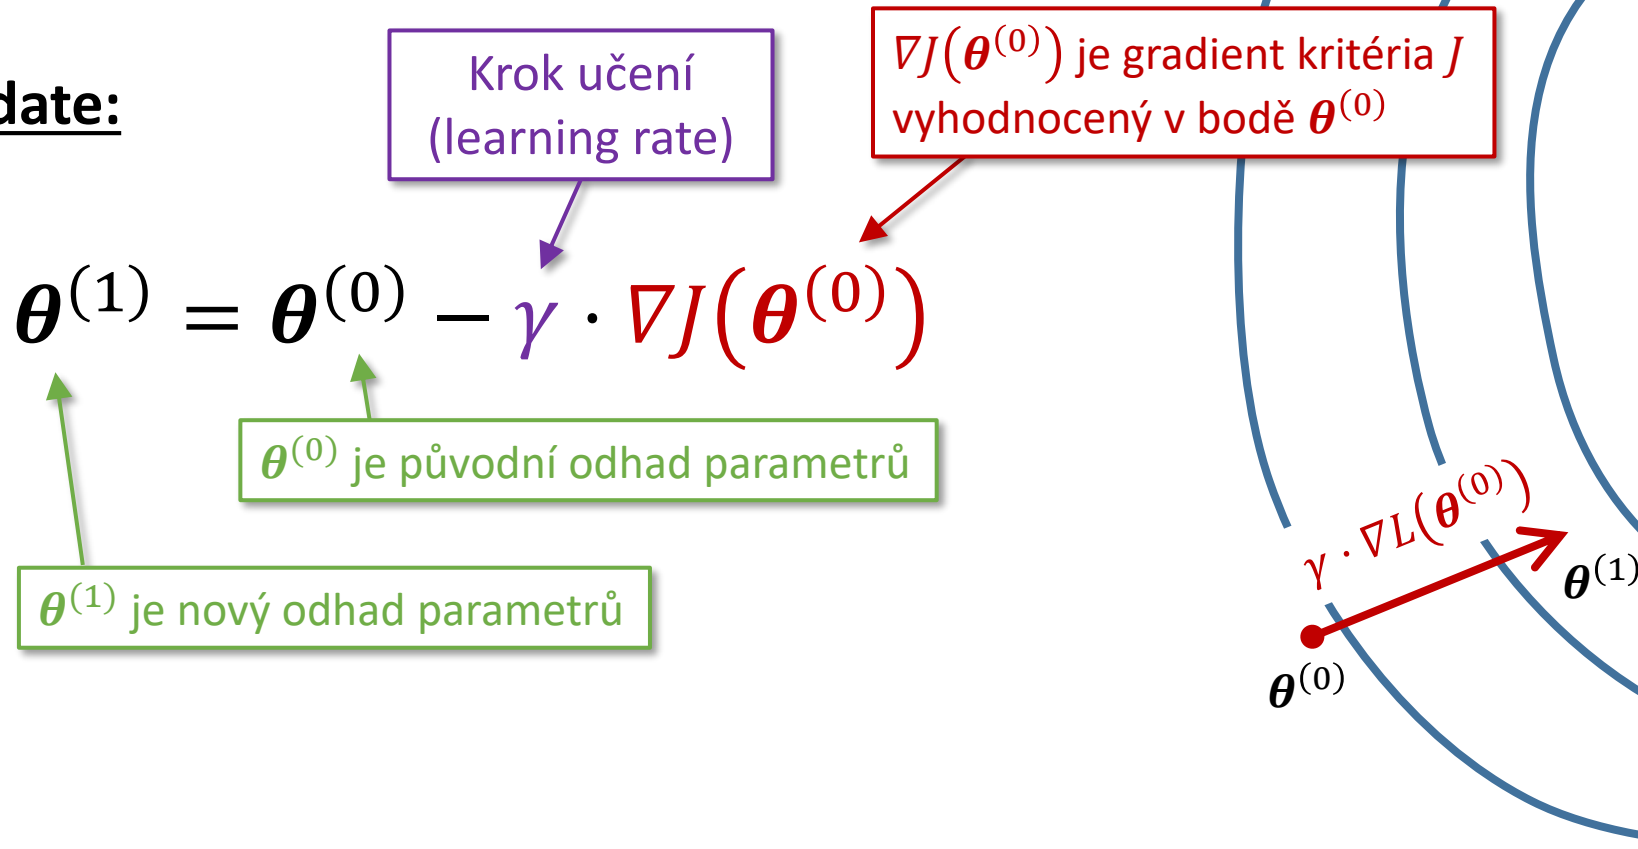 date:
Krok učení
(learning rate)
∇J(θ⁽⁰⁾) je gradient kritéria J
vyhodnocený v bodě θ⁽⁰⁾
θ⁽¹⁾ = θ⁽⁰⁾ − γ · ∇J(θ⁽⁰⁾)
θ⁽⁰⁾ je původní odhad parametrů
θ⁽¹⁾ je nový odhad parametrů
γ · ∇L(θ⁽⁰⁾)
θ⁽¹⁾
θ⁽⁰⁾